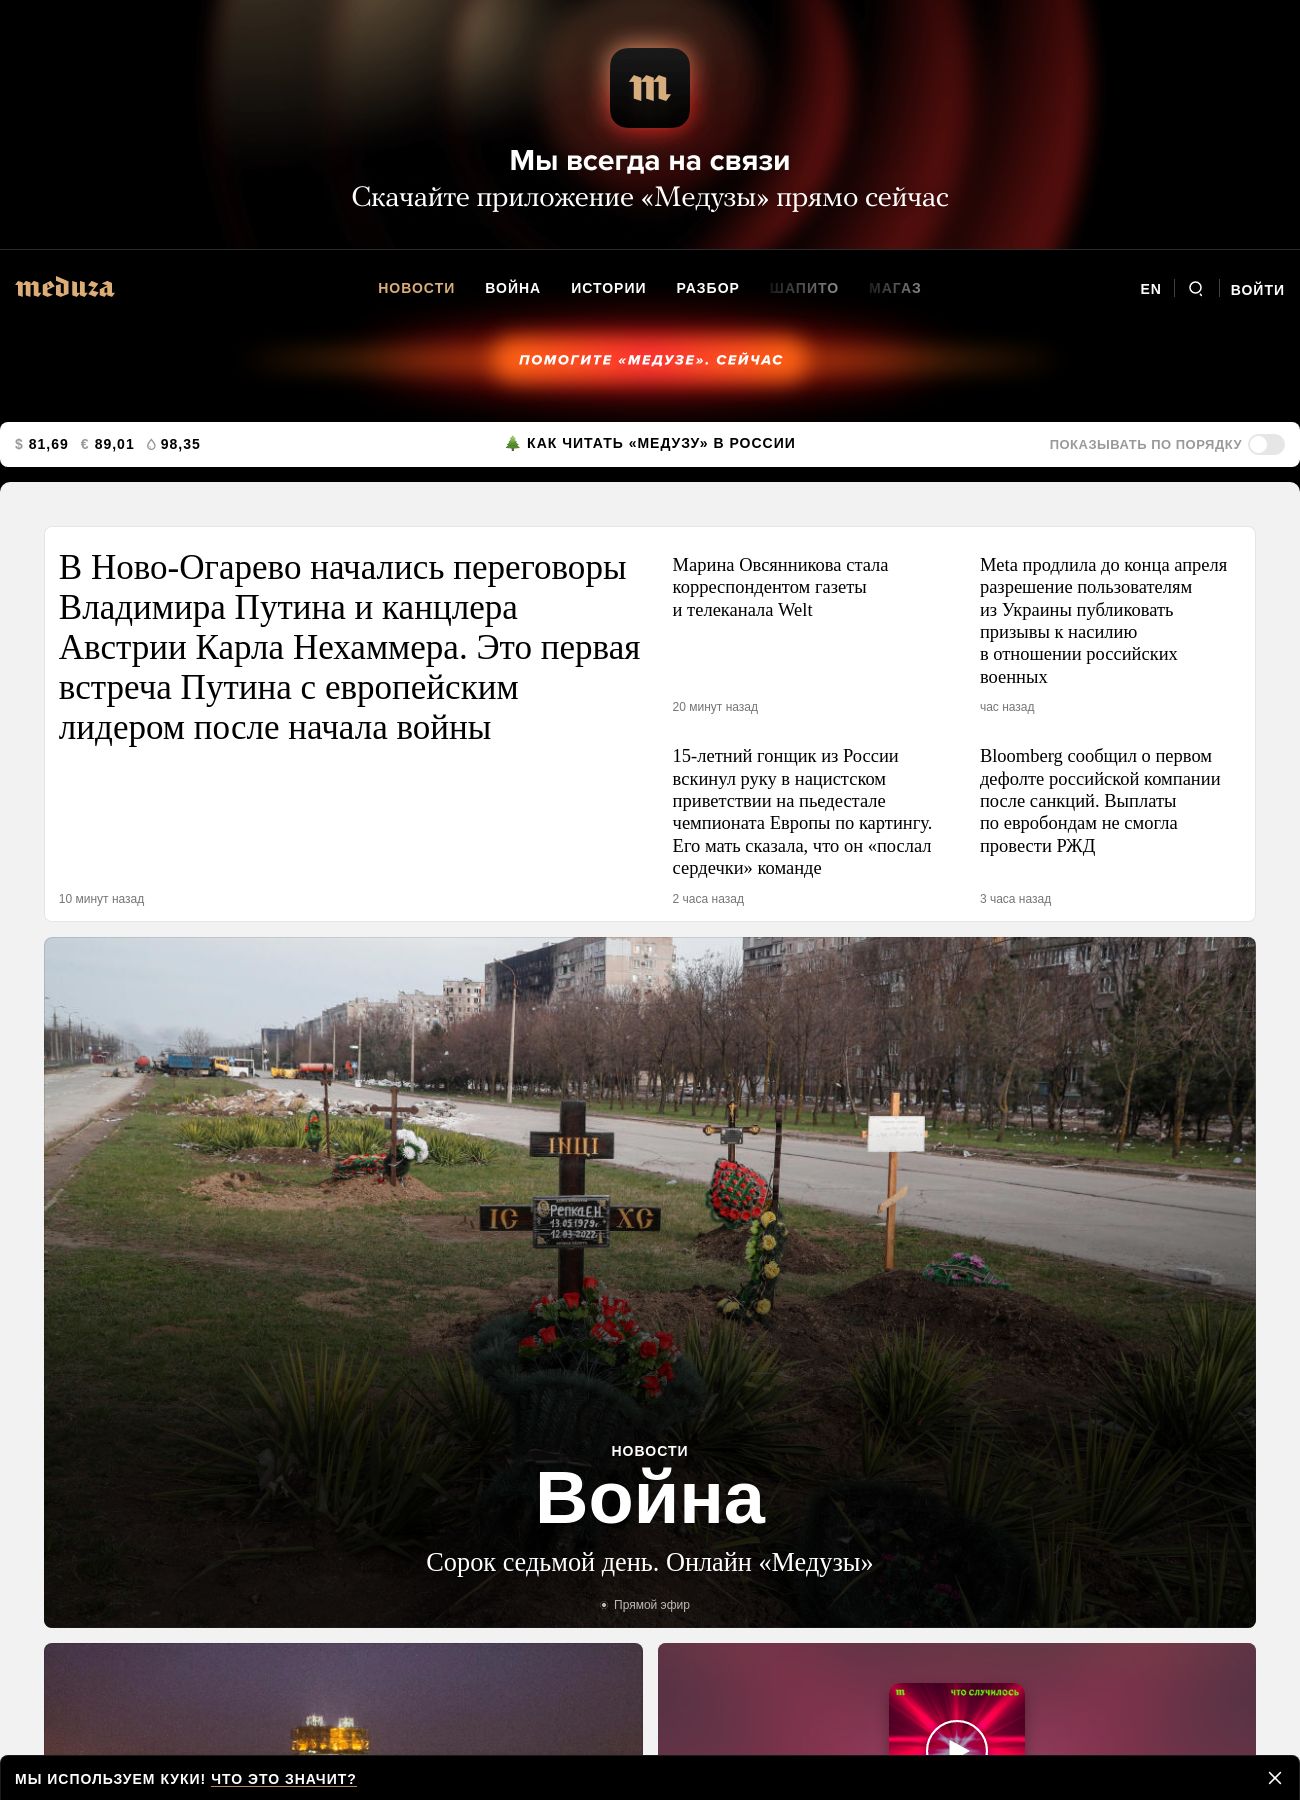 m
Мы всегда на связи
Скачайте приложение «Медузы» прямо сейчас
meduza
НОВОСТИ ВОЙНА ИСТОРИИ РАЗБОР ШАПИТО МАГАЗ
EN ВОЙТИ
ПОМОГИТЕ «МЕДУЗЕ». СЕЙЧАС
$ 81,69 € 89,01 98,35
КАК ЧИТАТЬ «МЕДУЗУ» В РОССИИ
ПОКАЗЫВАТЬ ПО ПОРЯДКУ
В Ново-Огарево начались переговоры
Владимира Путина и канцлера
Австрии Карла Нехаммера. Это первая
встреча Путина с европейским
лидером после начала войны
10 минут назад
Марина Овсянникова стала
корреспондентом газеты
и телеканала Welt
20 минут назад
Meta продлила до конца апреля
разрешение пользователям
из Украины публиковать
призывы к насилию
в отношении российских
военных
час назад
15-летний гонщик из России
вскинул руку в нацистском
приветствии на пьедестале
чемпионата Европы по картингу.
Его мать сказала, что он «послал
сердечки» команде
2 часа назад
Bloomberg сообщил о первом
дефолте российской компании
после санкций. Выплаты
по евробондам не смогла
провести РЖД
3 часа назад
ІНЦІ
ІС ХС
Репка Е.Н.
13.05.1979г.
12.03.2022
НОВОСТИ
Война
Сорок седьмой день. Онлайн «Медузы»
Прямой эфир
m ЧТО СЛУЧИЛОСЬ
МЫ ИСПОЛЬЗУЕМ КУКИ! ЧТО ЭТО ЗНАЧИТ?